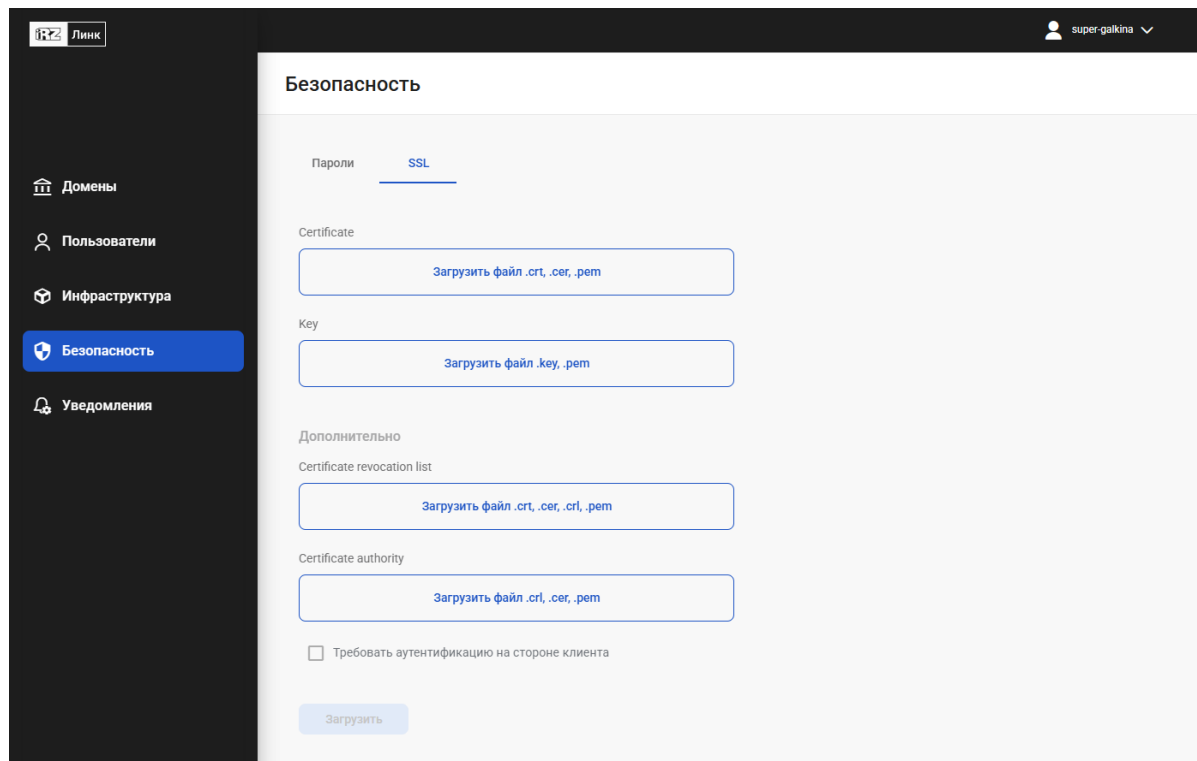 iRZ Линк
super-galkina
Безопасность
Домены
Пользователи
Инфраструктура
Безопасность
Уведомления
Пароли
SSL
Certificate
Загрузить файл .crt, .cer, .pem
Key
Загрузить файл .key, .pem
Дополнительно
Certificate revocation list
Загрузить файл .crt, .cer, .crl, .pem
Certificate authority
Загрузить файл .crl, .cer, .pem
Требовать аутентификацию на стороне клиента
Загрузить